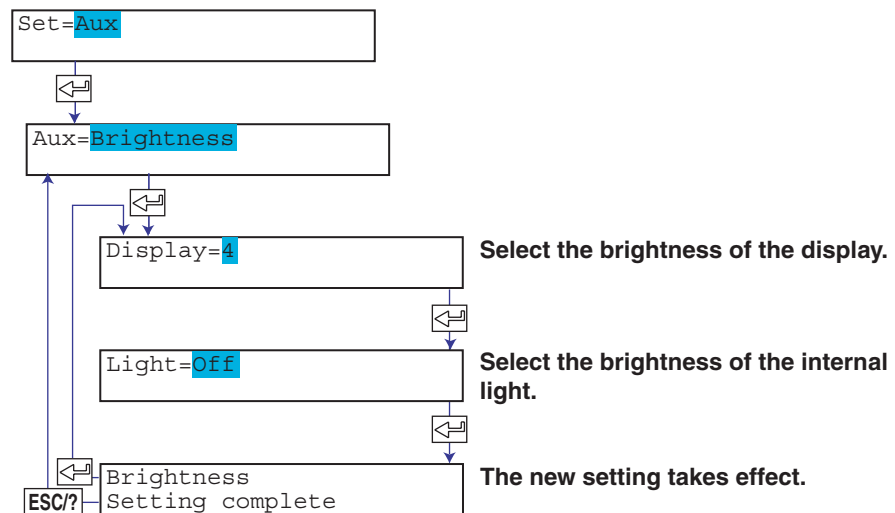 Set=Aux
Aux=Brightness
Display=4
Select the brightness of the display.
Light=Off
Select the brightness of the internal
light.
Brightness
Setting complete
The new setting takes effect.
ESC/?